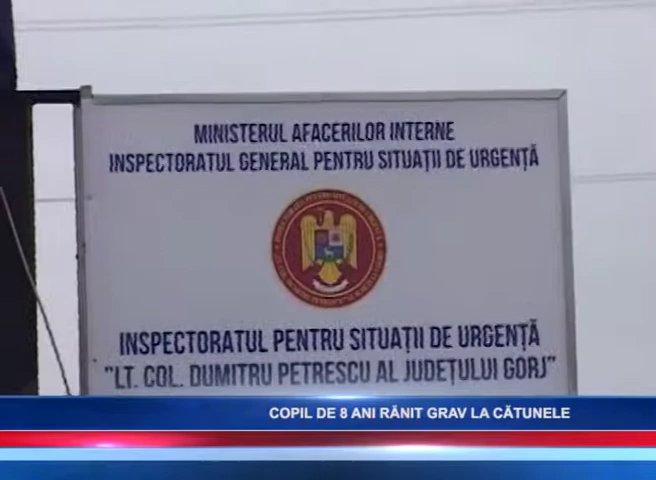 MINISTERUL AFACERILOR INTERNE
INSPECTORATUL GENERAL PENTRU SITUAȚII DE URGENȚĂ
INSPECTORATUL PENTRU SITUAȚII DE URGENȚĂ
"LT. COL. DUMITRU PETRESCU AL JUDEȚULUI GORJ"
COPIL DE 8 ANI RĂNIT GRAV LA CĂTUNELE